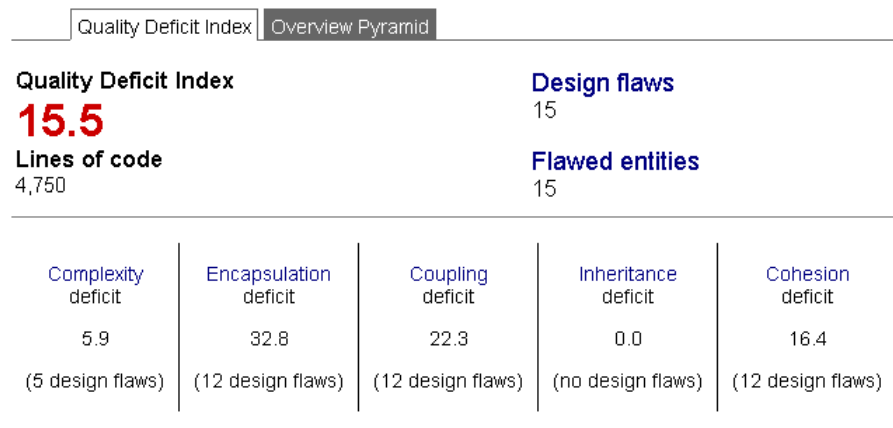 Quality Deficit Index Overview Pyramid
Quality Deficit Index
15.5
Lines of code
4,750
Design flaws
15
Flawed entities
15
Complexity
deficit
5.9
(5 design flaws)
Encapsulation
deficit
32.8
(12 design flaws)
Coupling
deficit
22.3
(12 design flaws)
Inheritance
deficit
0.0
(no design flaws)
Cohesion
deficit
16.4
(12 design flaws)